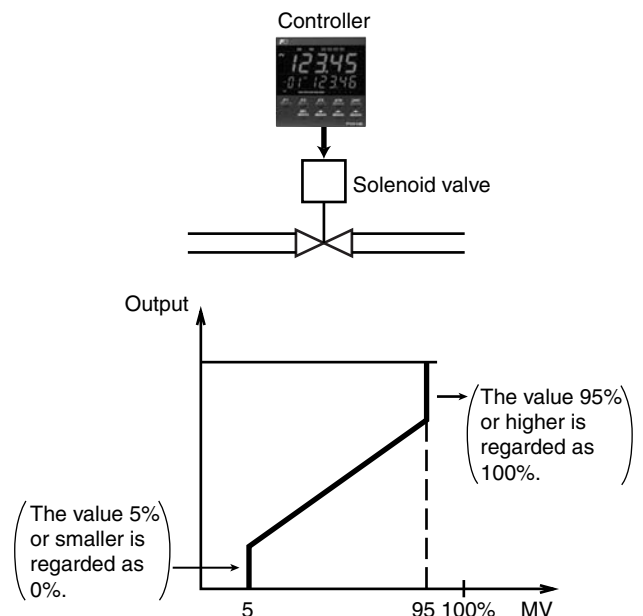 Controller
123.45
-01 123.46
Solenoid valve
Output
The value 95%
or higher is
regarded as
100%.
The value 5%
or smaller is
regarded as
0%.
5
95 100% MV